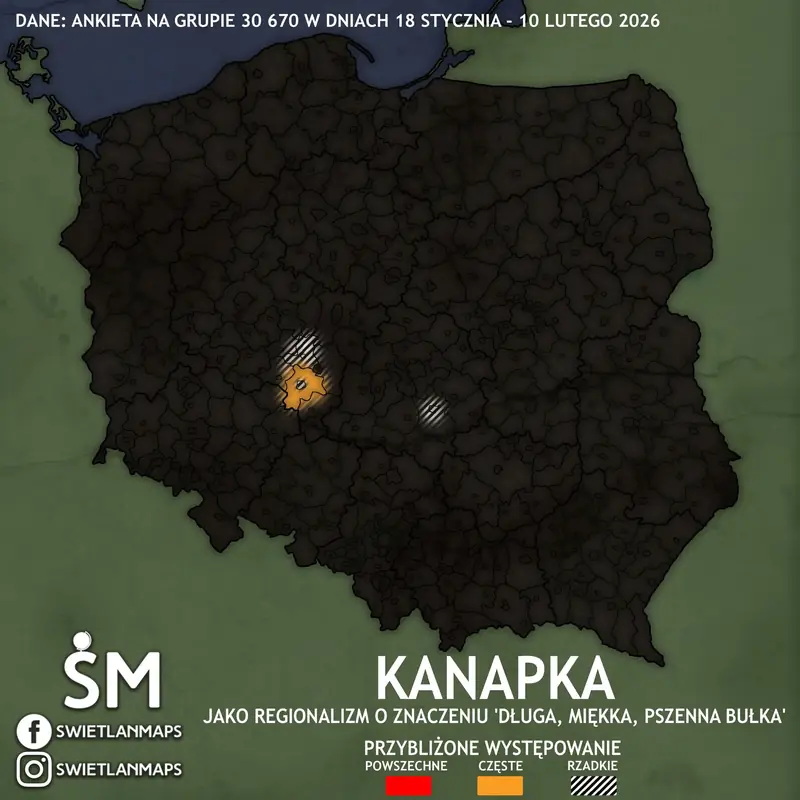 DANE: ANKIETA NA GRUPIE 30 670 W DNIACH 18 STYCZNIA - 10 LUTEGO 2026
ŚM
KANAPKA
JAKO REGIONALIZM O ZNACZENIU 'DŁUGA, MIĘKKA, PSZENNA BUŁKA'
SWIETLANMAPS
SWIETLANMAPS
PRZYBLIŻONE WYSTĘPOWANIE
POWSZECHNE CZĘSTE RZADKIE